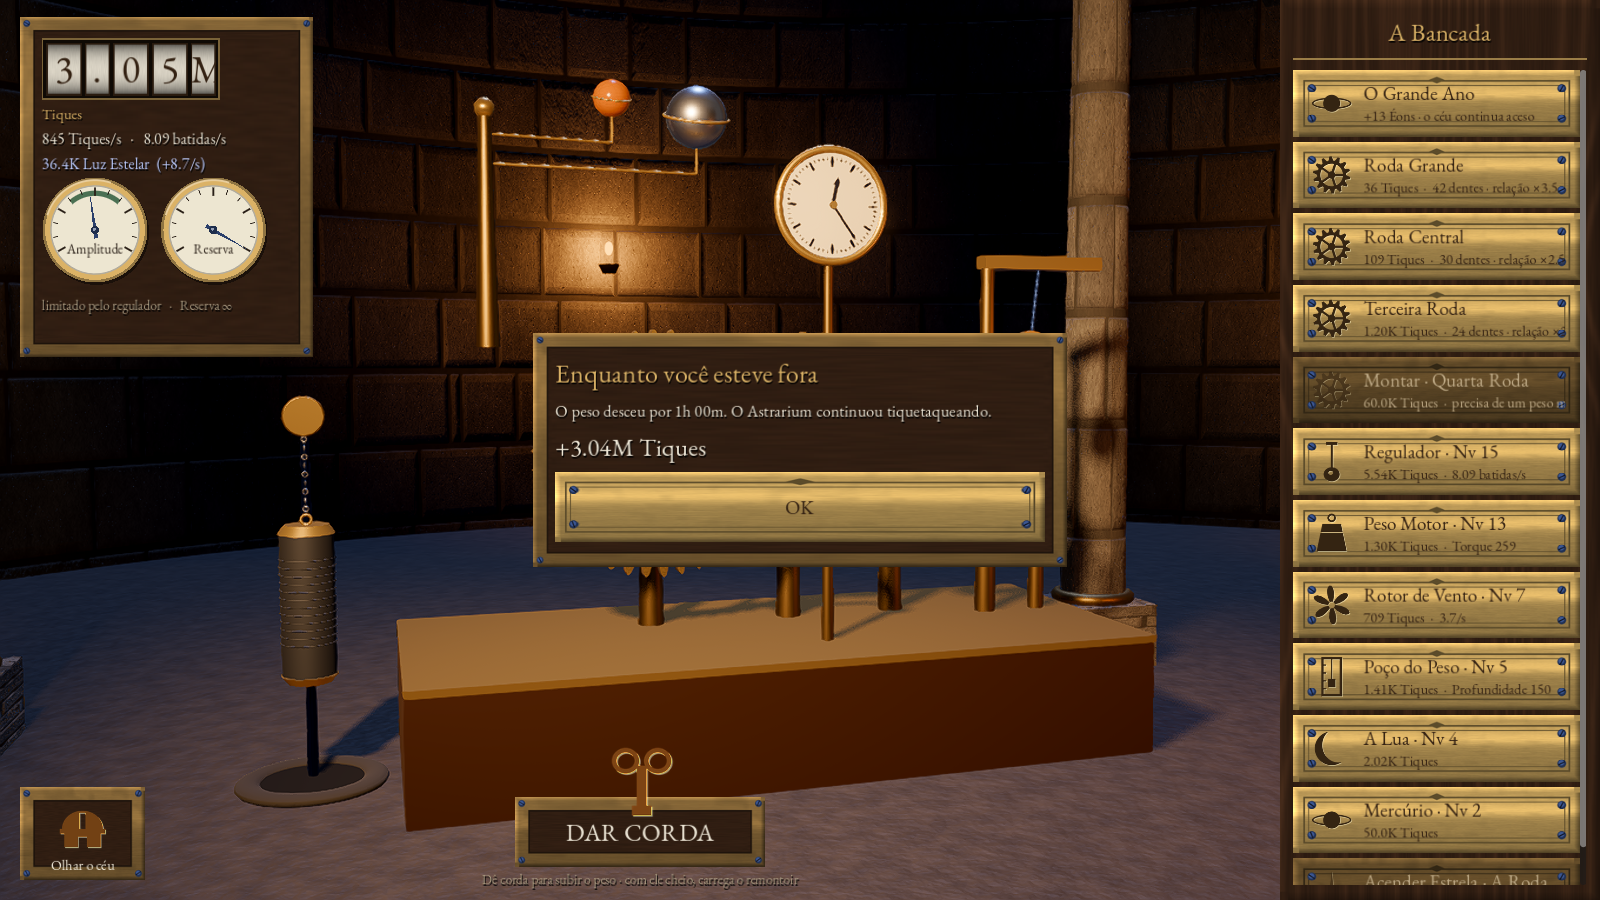 3.05M
Tiques
845 Tiques/s · 8.09 batidas/s
36.4K Luz Estelar (+8.7/s)
Amplitude
Reserva
limitado pelo regulador · Reserva ∞
Enquanto você esteve fora
O peso desceu por 1h 00m. O Astrarium continuou tiquetaqueando.
+3.04M Tiques
OK
DAR CORDA
Dê corda para subir o peso · com ele cheio, carrega o remontoir
Olhar o céu
A Bancada
O Grande Ano
+13 Éons · o céu continua aceso
Roda Grande
36 Tiques · 42 dentes · relação ×3.5
Roda Central
109 Tiques · 30 dentes · relação ×2.5
Terceira Roda
1.20K Tiques · 24 dentes · relação
Montar · Quarta Roda
60.0K Tiques · precisa de um peso
Regulador · Nv 15
5.54K Tiques · 8.09 batidas/s
Peso Motor · Nv 13
1.30K Tiques · Torque 259
Rotor de Vento · Nv 7
709 Tiques · 3.7/s
Poço do Peso · Nv 5
1.41K Tiques · Profundidade 150
A Lua · Nv 4
2.02K Tiques
Mercúrio · Nv 2
50.0K Tiques
Acender Estrela · A Roda